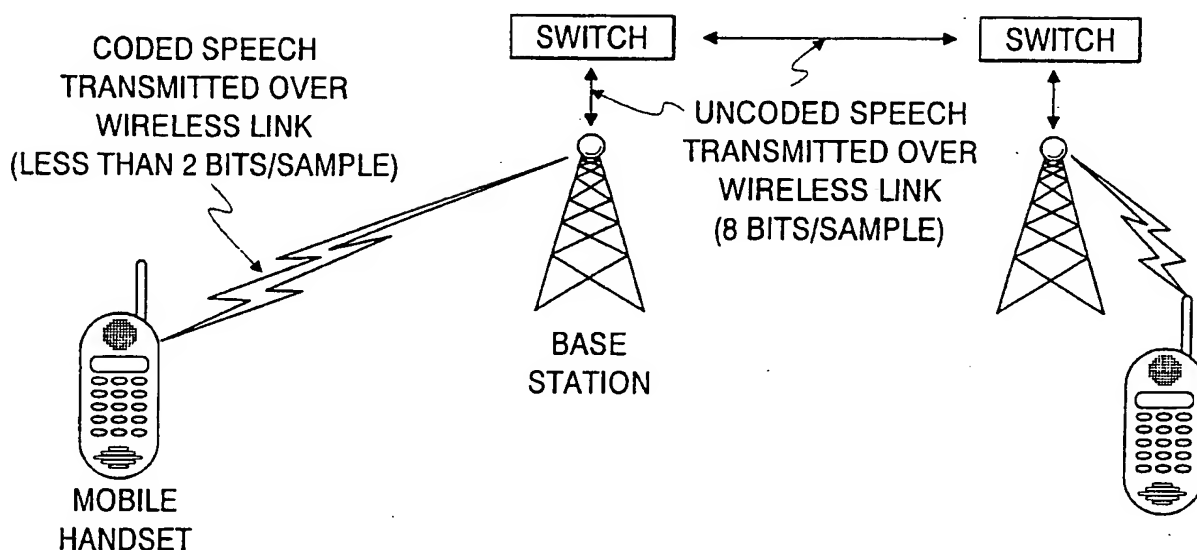 CODED SPEECH
TRANSMITTED OVER
WIRELESS LINK
(LESS THAN 2 BITS/SAMPLE)
SWITCH
SWITCH
UNCODED SPEECH
TRANSMITTED OVER
WIRELESS LINK
(8 BITS/SAMPLE)
BASE
STATION
MOBILE
HANDSET